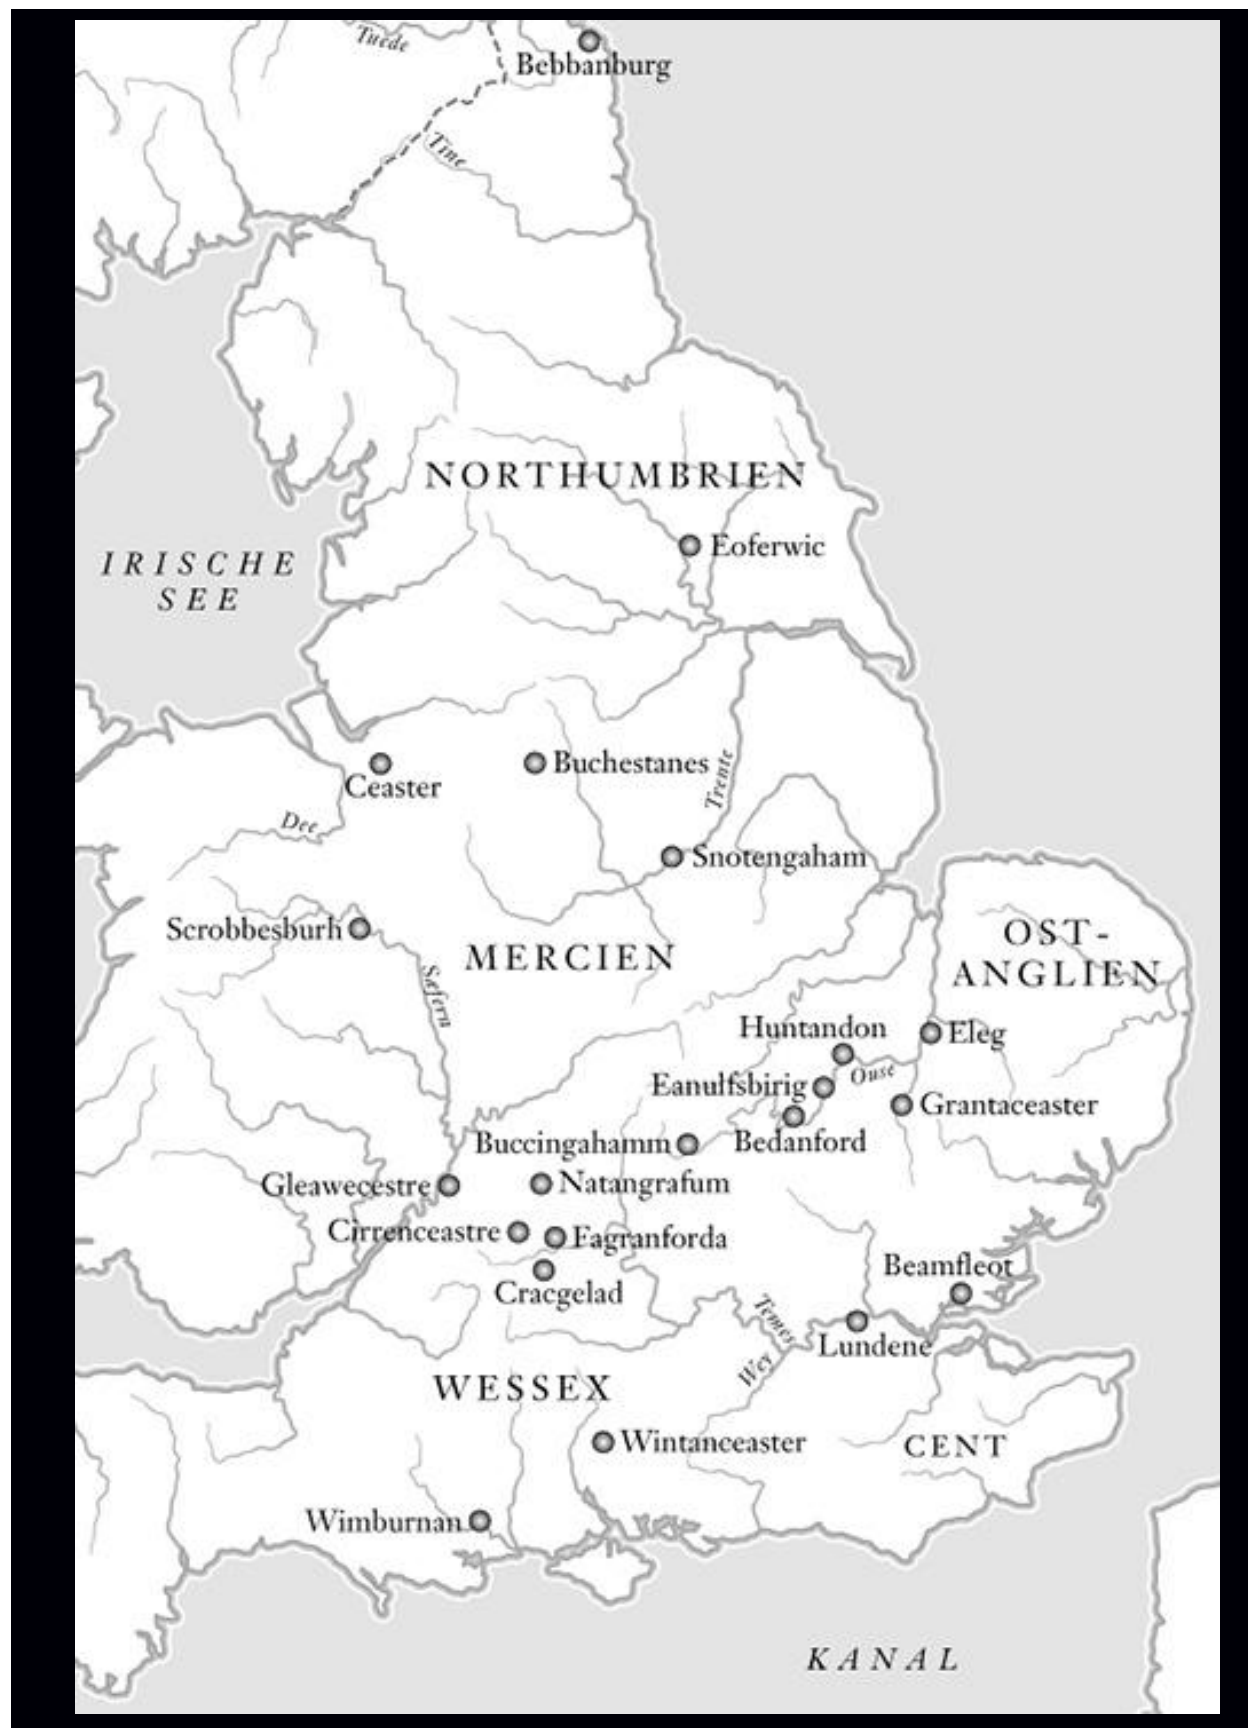 Tuede
Bebbanburg
Tine
NORTHUMBRIEN
Eoferwic
IRISCHE
SEE
Ceaster
Buchestanes
Trente
Dee
Snotengaham
Scrobbesburh
MERCIEN
OST-
ANGLIEN
Sæfern
Huntandon
Eleg
Eanulfsbirig
Ouse
Grantaceaster
Bedanford
Buccingahamm
Gleawecestre
Natangrafum
Cirrenceastre
Fagranforda
Cracgelad
Beamfleot
Temes
Lundene
Wey
WESSEX
Wintanceaster
CENT
Wimburnan
KANAL